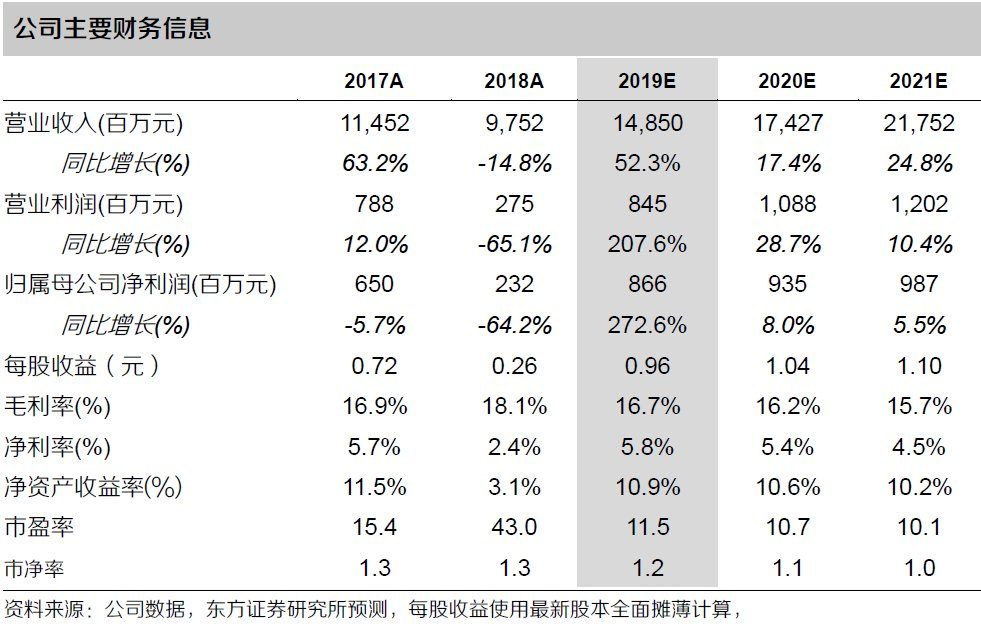 公司主要财务信息
2017A 2018A 2019E 2020E 2021E
营业收入(百万元) 11,452 9,752 14,850 17,427 21,752
同比增长(%) 63.2% -14.8% 52.3% 17.4% 24.8%
营业利润(百万元) 788 275 845 1,088 1,202
同比增长(%) 12.0% -65.1% 207.6% 28.7% 10.4%
归属母公司净利润(百万元) 650 232 866 935 987
同比增长(%) -5.7% -64.2% 272.6% 8.0% 5.5%
每股收益（元） 0.72 0.26 0.96 1.04 1.10
毛利率(%) 16.9% 18.1% 16.7% 16.2% 15.7%
净利率(%) 5.7% 2.4% 5.8% 5.4% 4.5%
净资产收益率(%) 11.5% 3.1% 10.9% 10.6% 10.2%
市盈率 15.4 43.0 11.5 10.7 10.1
市净率 1.3 1.3 1.2 1.1 1.0
资料来源：公司数据，东方证券研究所预测，每股收益使用最新股本全面摊薄计算，